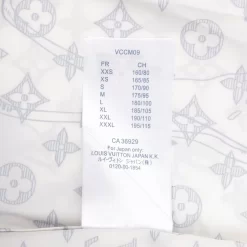 VCCM09
FR CH
XXS 160/80
XS 165/85
S 170/90
M 175/95
L 180/100
XL 185/105
XXL 190/110
XXXL 195/115
CA 36929
For Japan only:
LOUIS VUITTON JAPAN K.K.
ルイ・ヴィトン ジャパン(株)
0120-00-1854